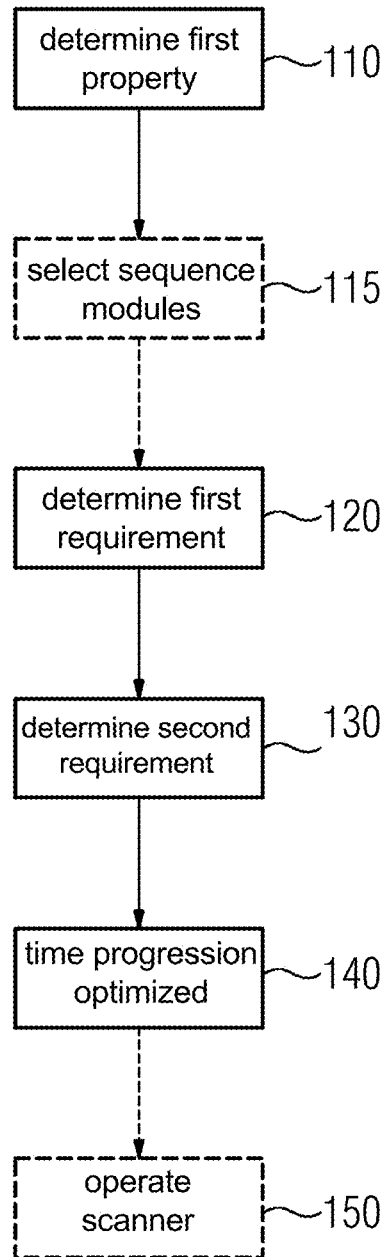 determine first
property
110
select sequence
modules
115
determine first
requirement
120
determine second
requirement
130
time progression
optimized
140
operate
scanner
150